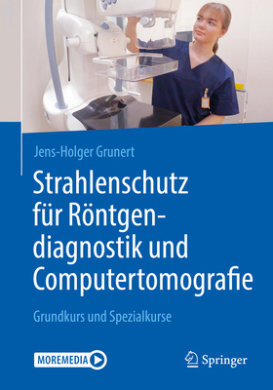 Jens-Holger Grunert
Strahlenschutz
für Röntgen-
diagnostik und
Computertomografie
Grundkurs und Spezialkurse
MOREMEDIA
Springer